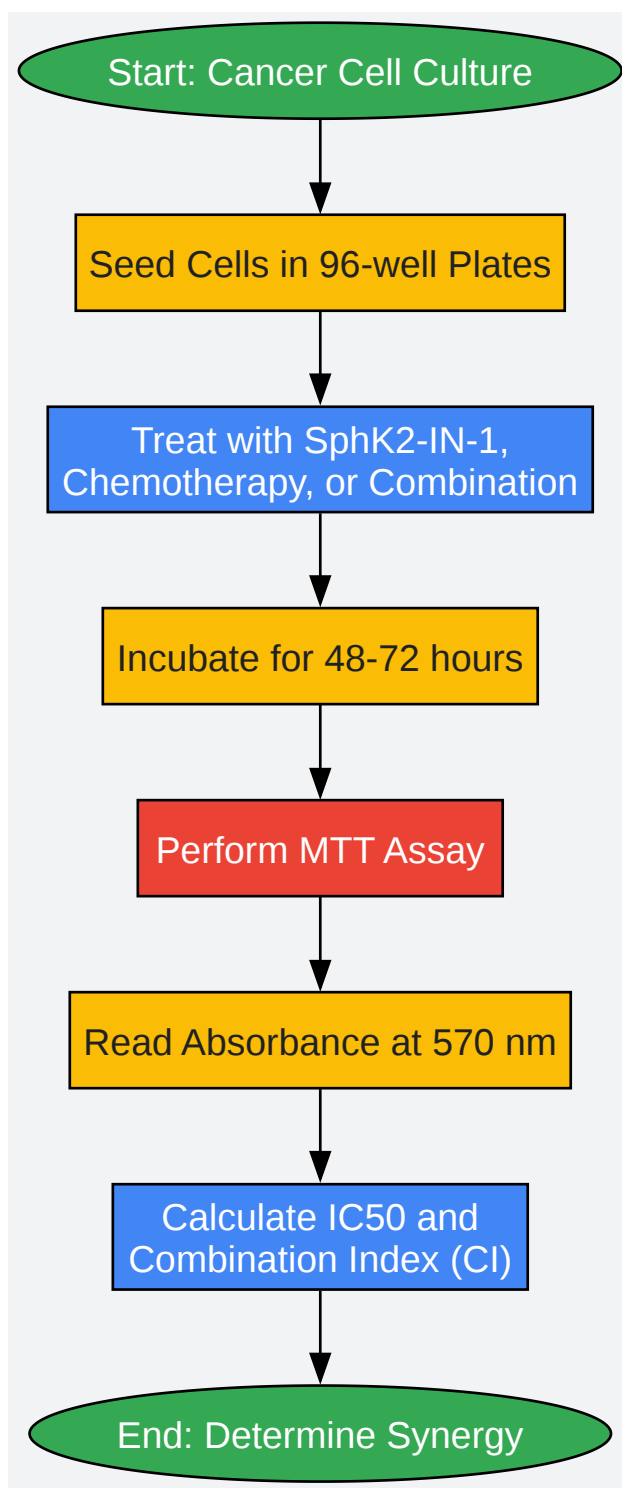 Start: Cancer Cell Culture
Seed Cells in 96-well Plates
Treat with SphK2-IN-1,
Chemotherapy, or Combination
Incubate for 48-72 hours
Perform MTT Assay
Read Absorbance at 570 nm
Calculate IC50 and
Combination Index (CI)
End: Determine Synergy